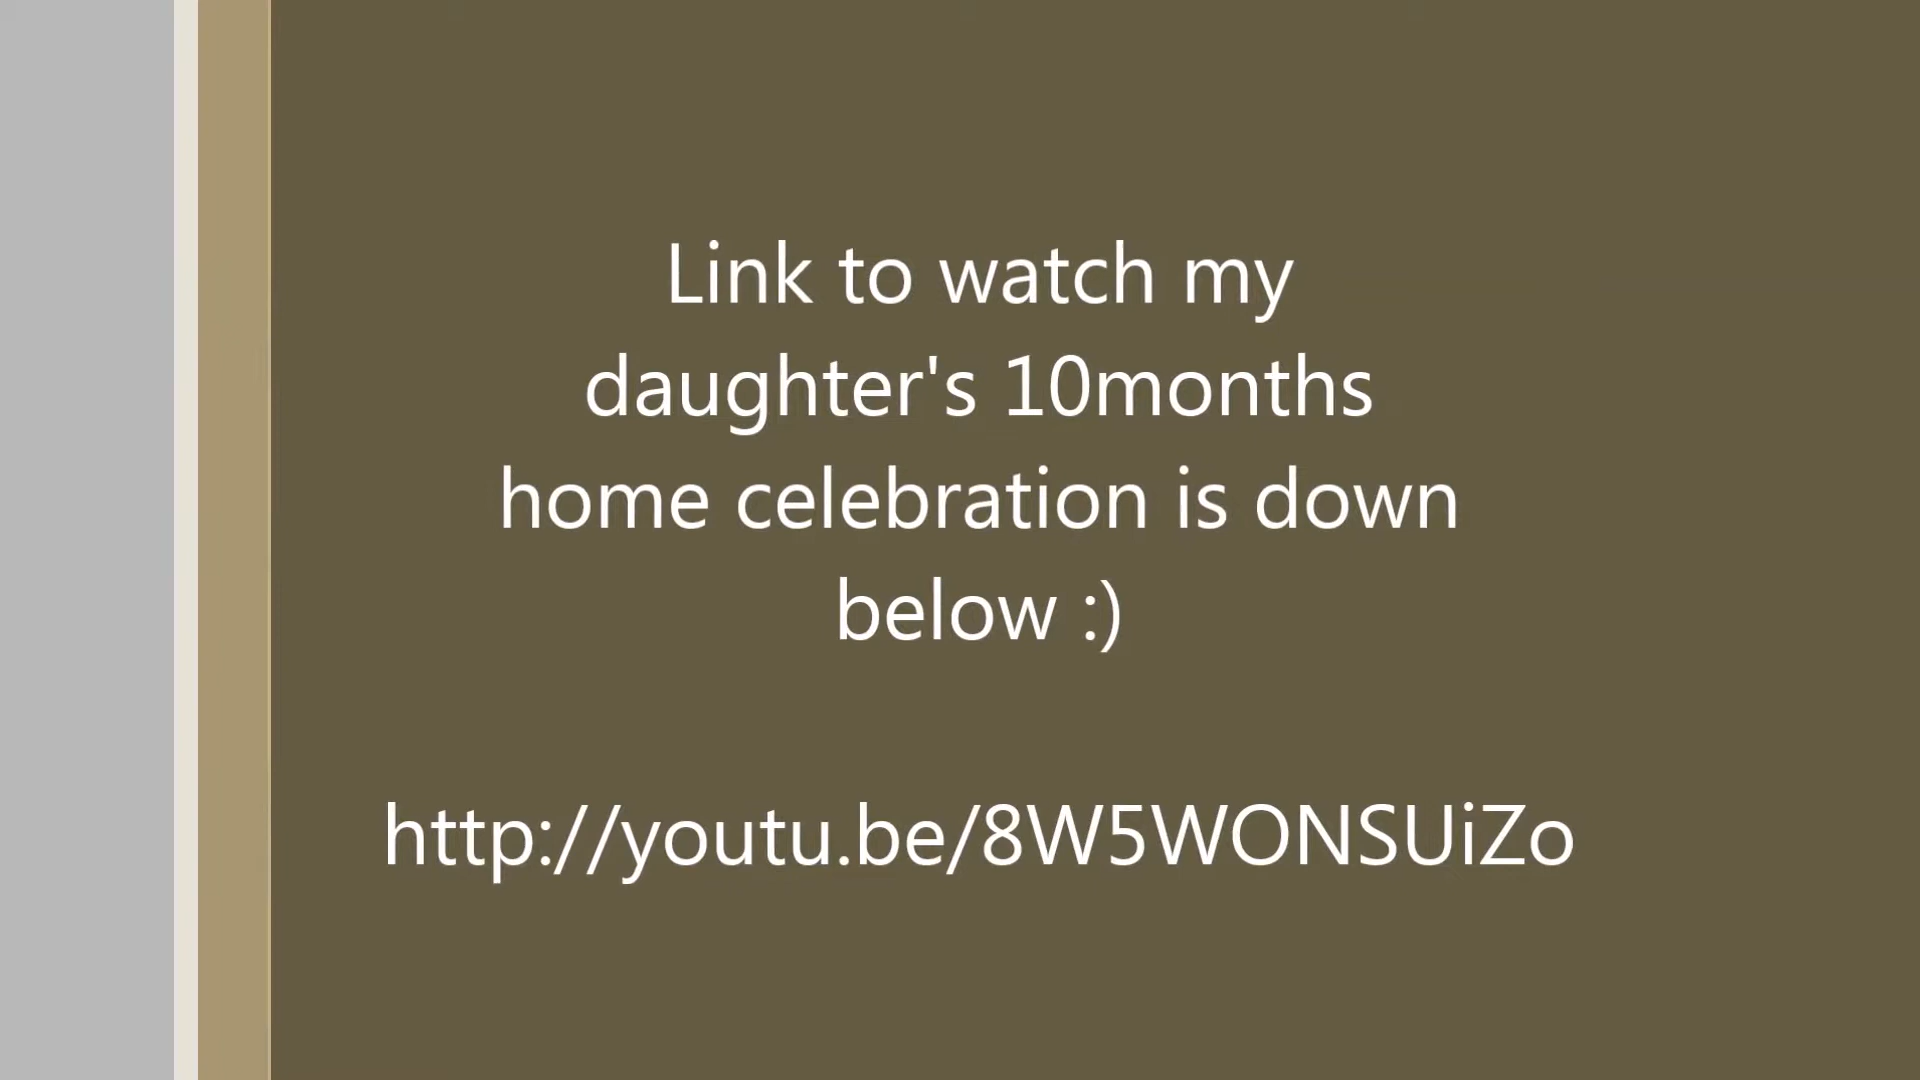 Link to watch my
daughter's 10months
home celebration is down
below :)
http://youtu.be/8W5WONSUiZo